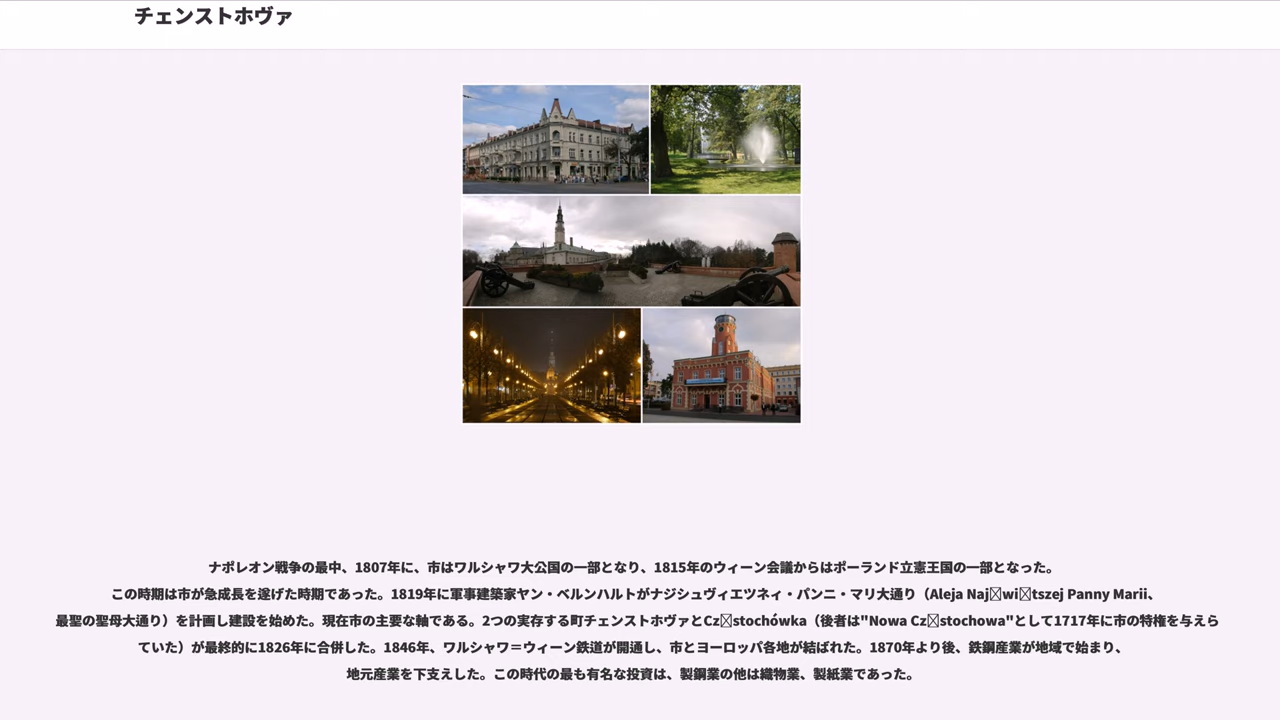 チェンストホヴァ
ナポレオン戦争の最中、1807年に、市はワルシャワ大公国の一部となり、1815年のウィーン会議からはポーランド立憲王国の一部となった。
この時期は市が急成長を遂げた時期であった。1819年に軍事建築家ヤン・ベルンハルトがナジシュヴィエツネィ・パンニ・マリ大通り（Aleja Naj☒wi☒tszej Panny Marii、
最聖の聖母大通り）を計画し建設を始めた。現在市の主要な軸である。2つの実存する町チェンストホヴァとCz☒stochówka（後者は"Nowa Cz☒stochowa"として1717年に市の特権を与えら
ていた）が最終的に1826年に合併した。1846年、ワルシャワ＝ウィーン鉄道が開通し、市とヨーロッパ各地が結ばれた。1870年より後、鉄鋼産業が地域で始まり、
地元産業を下支えした。この時代の最も有名な投資は、製鋼業の他は織物業、製紙業であった。